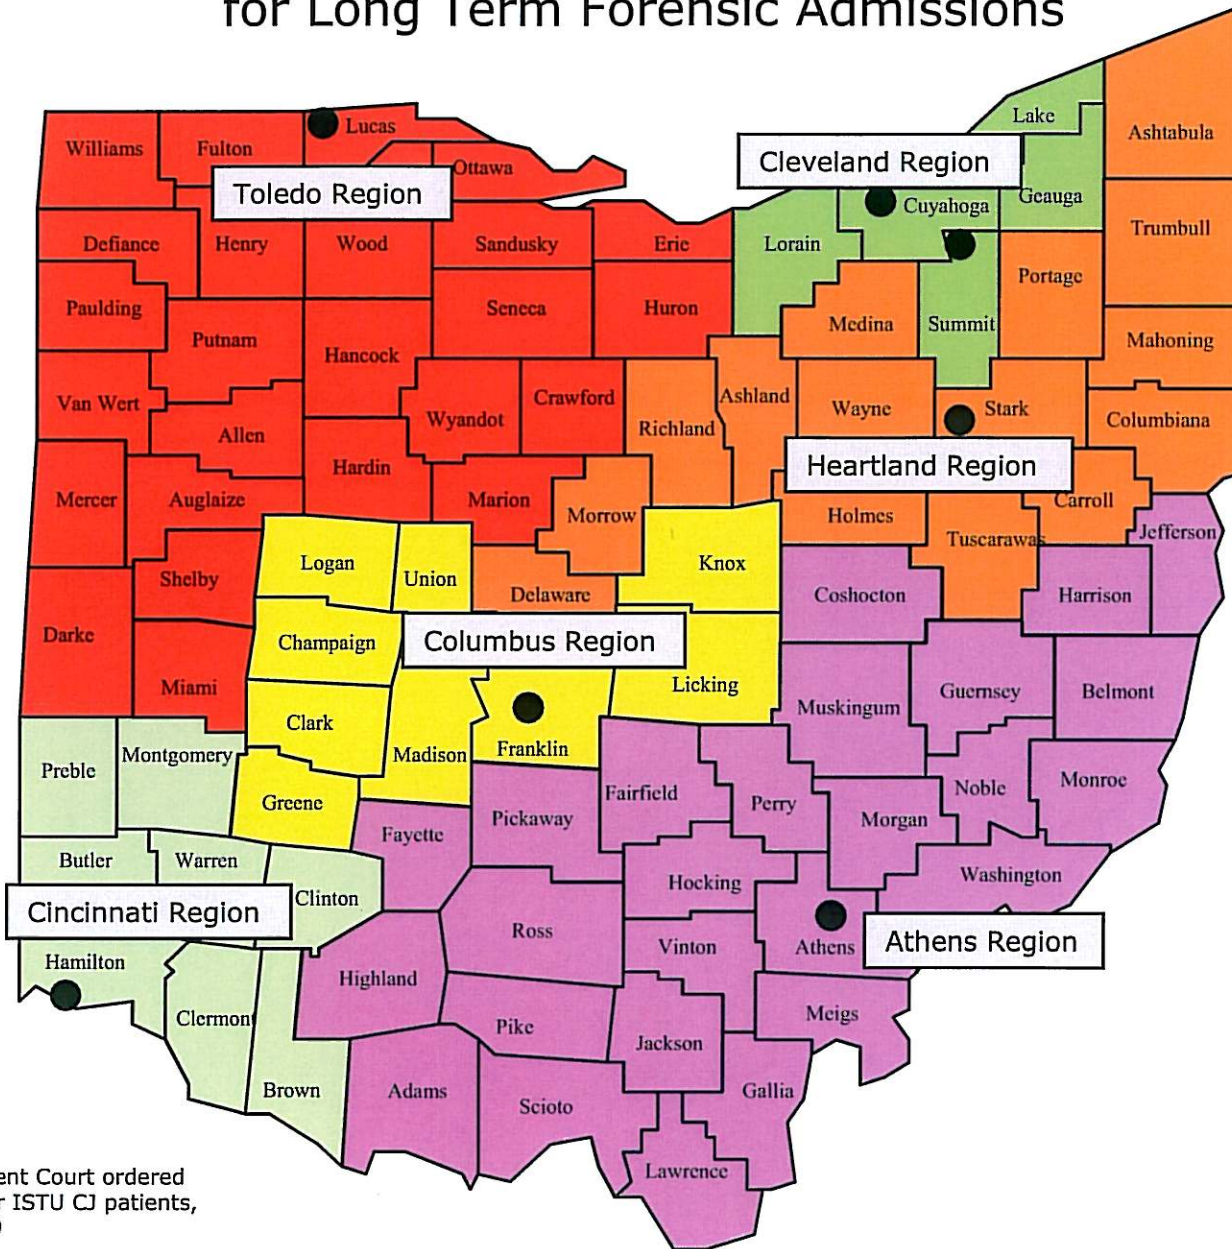 for Long Term Forensic Admissions
Lake
Ashtabula
Williams
Fulton
Lucas
Ottawa
Cleveland Region
Toledo Region
Geauga
Cuyahoga
Trumbull
Defiance
Henry
Wood
Sandusky
Erie
Lorain
Portage
Paulding
Putnam
Seneca
Huron
Medina
Summit
Mahoning
Hancock
Van Wert
Allen
Wyandot
Crawford
Richland
Ashland
Wayne
Stark
Columbiana
Heartland Region
Hardin
Mercer
Auglaize
Marion
Morrow
Holmes
Carroll
Tuscarawas
Jefferson
Logan
Union
Knox
Shelby
Delaware
Coshocton
Harrison
Darke
Champaign
Columbus Region
Miami
Licking
Muskingum
Guernsey
Belmont
Clark
Madison
Franklin
Preble
Montgomery
Greene
Fairfield
Perry
Noble
Monroe
Pickaway
Morgan
Fayette
Butler
Warren
Clinton
Hocking
Washington
Cincinnati Region
Ross
Vinton
Athens
Athens Region
Hamilton
Highland
Clermont
Pike
Jackson
Meigs
Brown
Adams
Scioto
Gallia
Lawrence
ent Court ordered
r ISTU CJ patients,